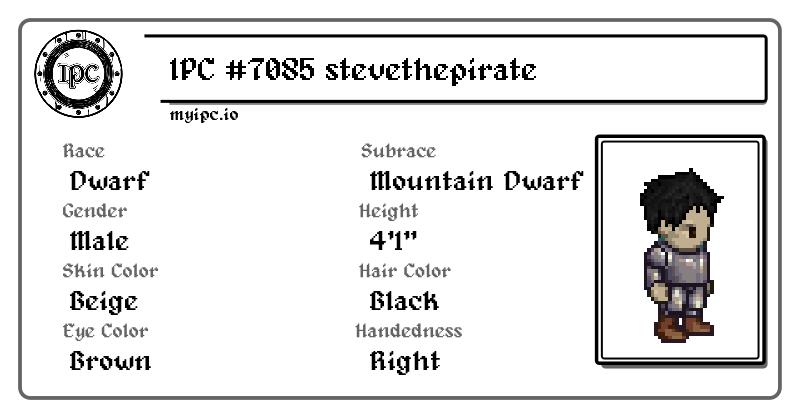 IPC
IPC #7085 stevethepirate
myipc.io
Race
Subrace
Dwarf
Mountain Dwarf
Gender
Height
Male
4'1"
Skin Color
Hair Color
Beige
Black
Eye Color
Handedness
Brown
Right